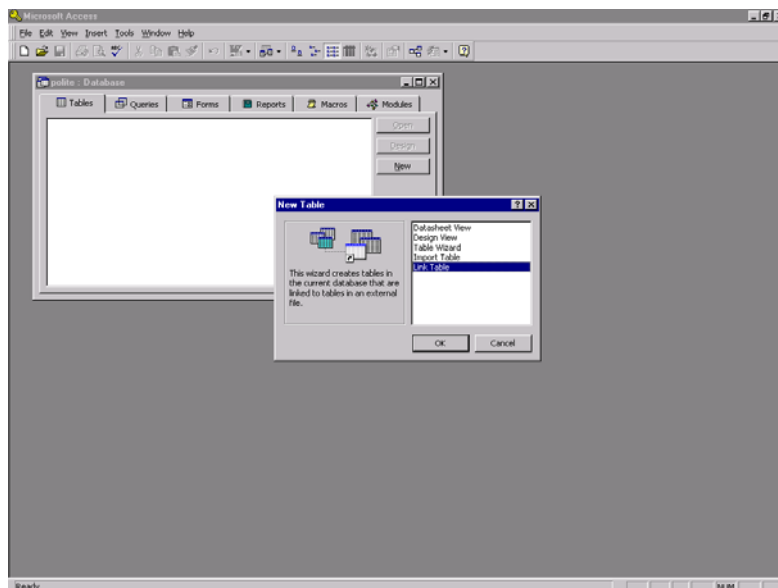 Microsoft Access
File Edit View Insert Tools Window Help
polite : Database
Tables Queries Forms Reports Macros Modules
Open
Design
New
New Table
This wizard creates tables in
the current database that are
linked to tables in an external
file.
Datasheet View
Design View
Table Wizard
Import Table
Link Table
OK Cancel
Ready NUM